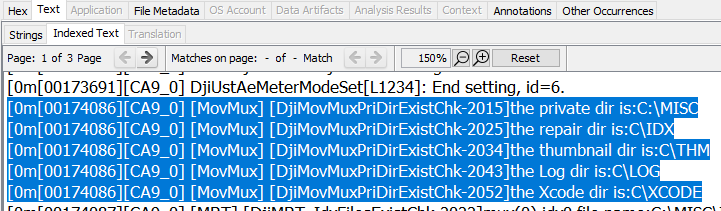 Hex Text Application File Metadata OS Account Data Artifacts Analysis Results Context Annotations Other Occurrences
Strings Indexed Text Translation
Page: 1 of 3 Page Matches on page: - of - Match 150% Reset
[0m[00173691][CA9_0] DjiUstAeMeterModeSet[L1234]: End setting, id=6.
[0m[00174086][CA9_0] [MovMux] [DjiMovMuxPriDirExistChk-2015]the private dir is:C:\MISC
[0m[00174086][CA9_0] [MovMux] [DjiMovMuxPriDirExistChk-2025]the repair dir is:C\IDX
[0m[00174086][CA9_0] [MovMux] [DjiMovMuxPriDirExistChk-2034]the thumbnail dir is:C\THM
[0m[00174086][CA9_0] [MovMux] [DjiMovMuxPriDirExistChk-2043]the Log dir is:C\LOG
[0m[00174086][CA9_0] [MovMux] [DjiMovMuxPriDirExistChk-2052]the Xcode dir is:C\XCODE